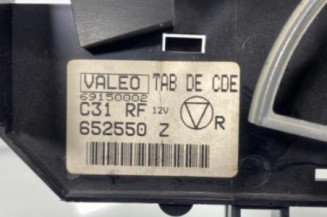 VALEO TAB DE CDE
69150002
C31 RF 12V
R
652550 Z